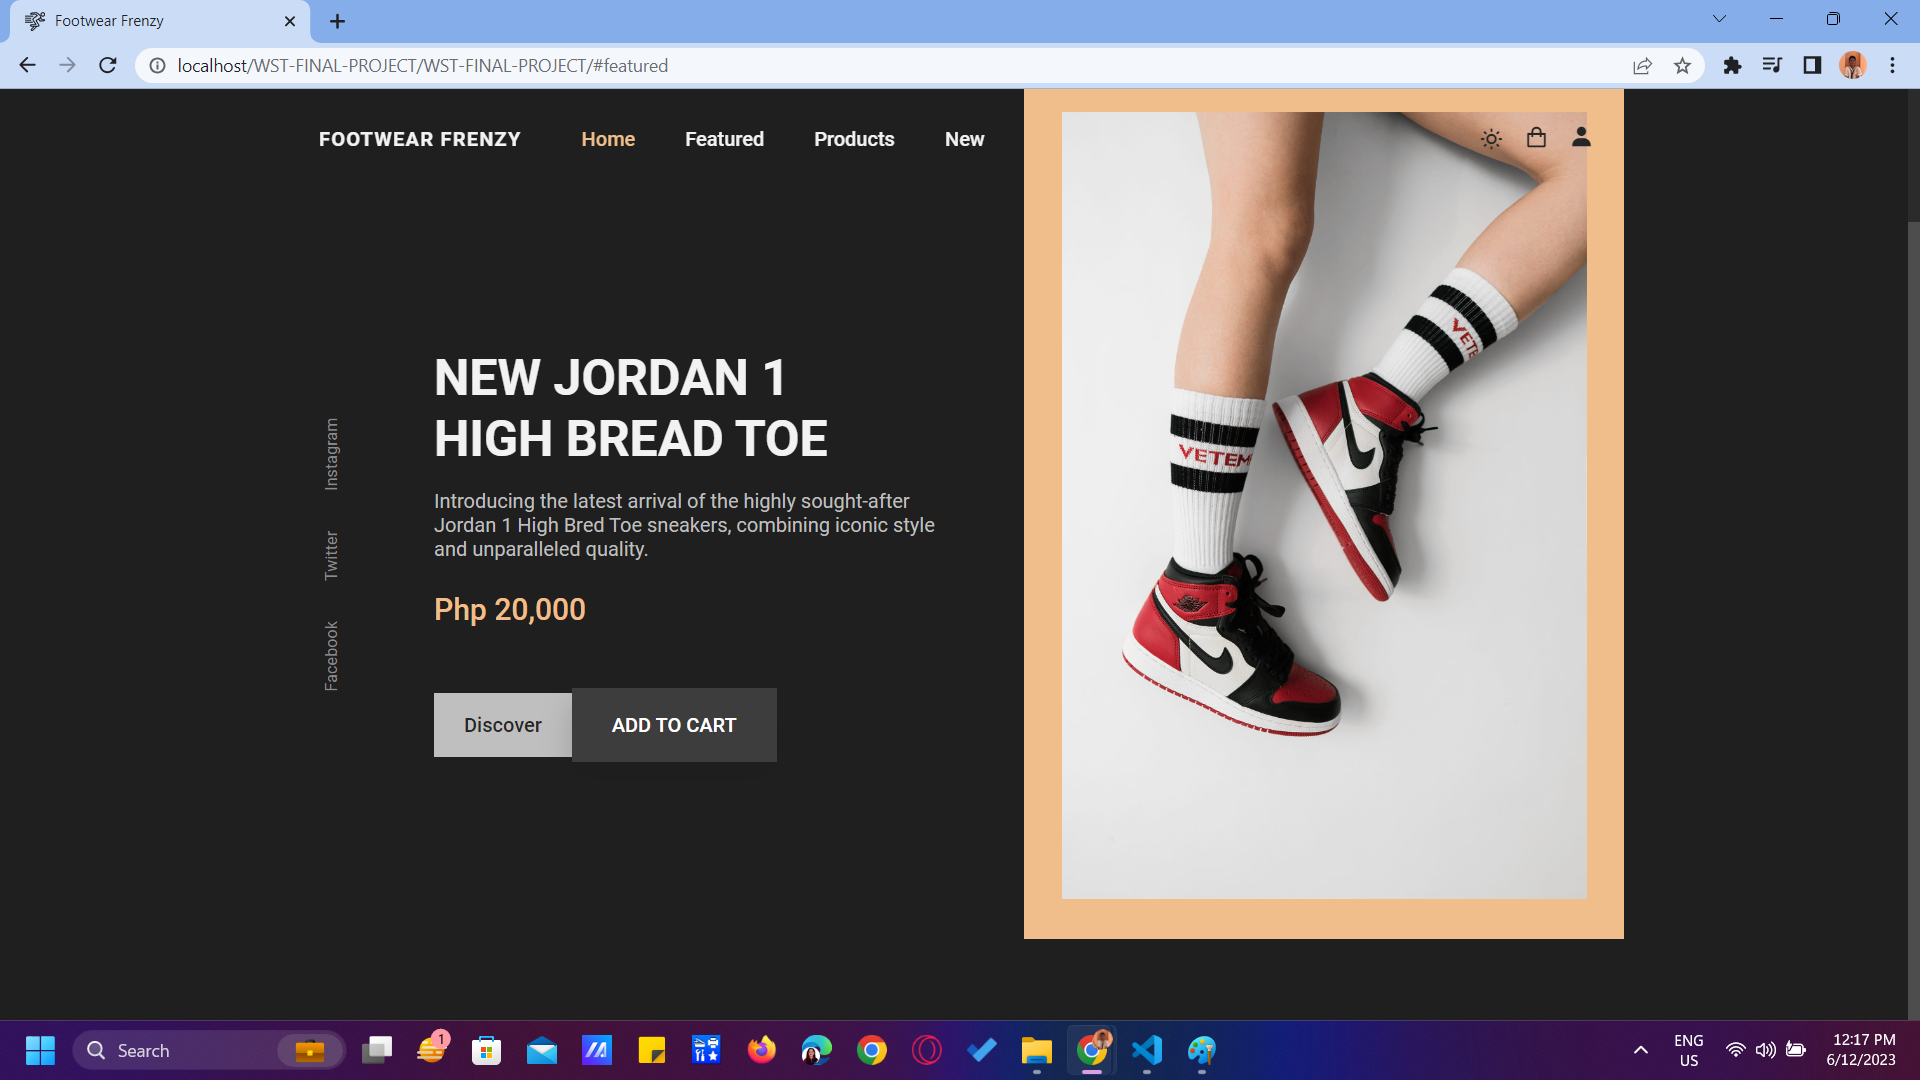 Footwear Frenzy
localhost/WST-FINAL-PROJECT/WST-FINAL-PROJECT/#featured
FOOTWEAR FRENZY
Home
Featured
Products
New
Instagram
Twitter
Facebook
NEW JORDAN 1
HIGH BREAD TOE
Introducing the latest arrival of the highly sought-after
Jordan 1 High Bred Toe sneakers, combining iconic style
and unparalleled quality.
Php 20,000
Discover
ADD TO CART
VETEM
VETE
Search
1
ENG
US
12:17 PM
6/12/2023